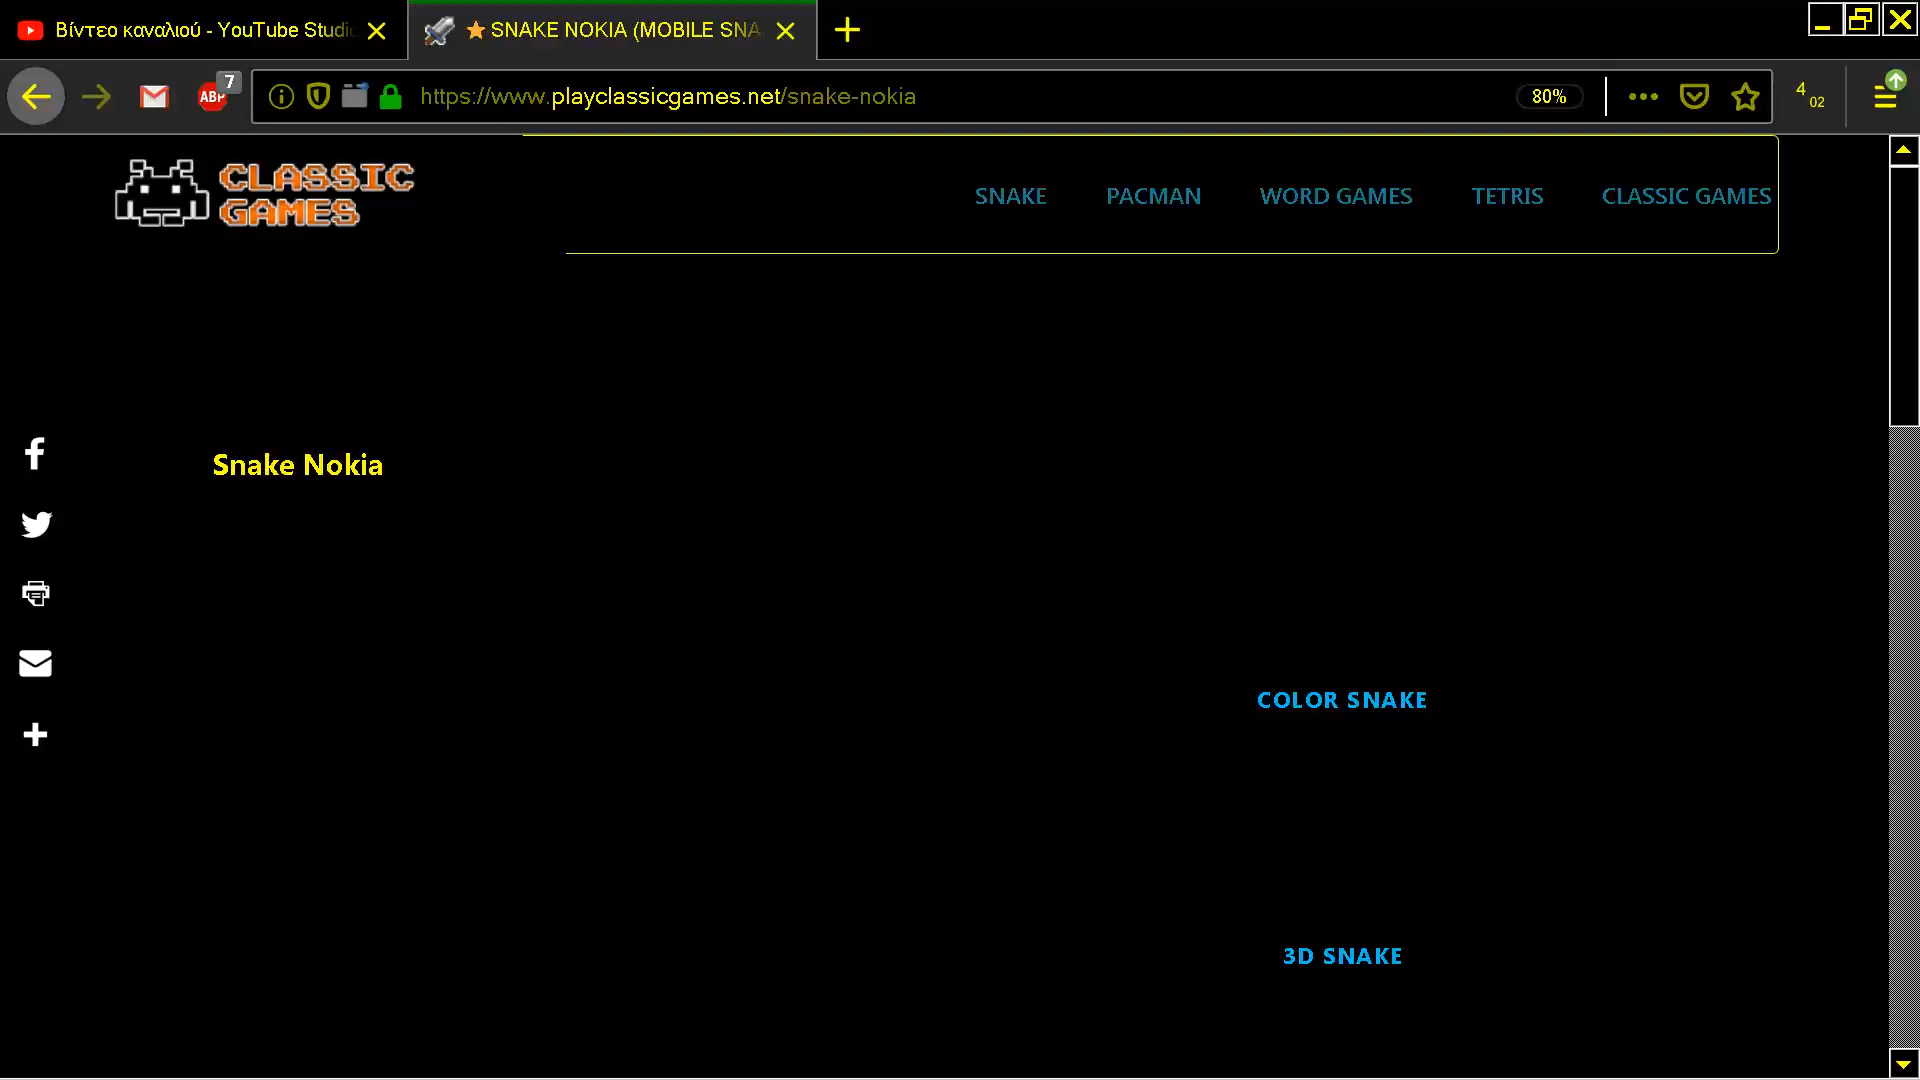 Βίντεο καναλιού - YouTube Studi
SNAKE NOKIA (MOBILE SNA
7
ABP
https://www.playclassicgames.net/snake-nokia
80%
4
02
CLASSIC
GAMES
SNAKE PACMAN WORD GAMES TETRIS CLASSIC GAMES
Snake Nokia
COLOR SNAKE
3D SNAKE